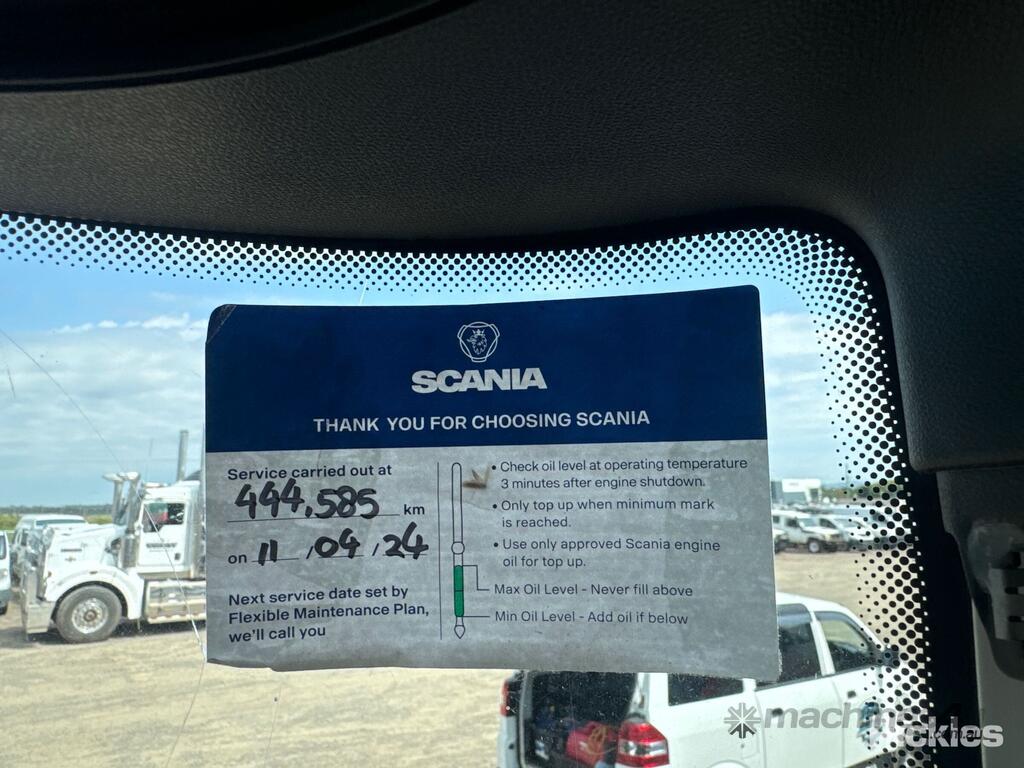 SCANIA
THANK YOU FOR CHOOSING SCANIA
Service carried out at
444,585 km
on 11/04/24
Next service date set by
Flexible Maintenance Plan,
we'll call you
• Check oil level at operating temperature
3 minutes after engine shutdown.
• Only top up when minimum mark
is reached.
• Use only approved Scania engine
oil for top up.
Max Oil Level - Never fill above
Min Oil Level - Add oil if below
pickles